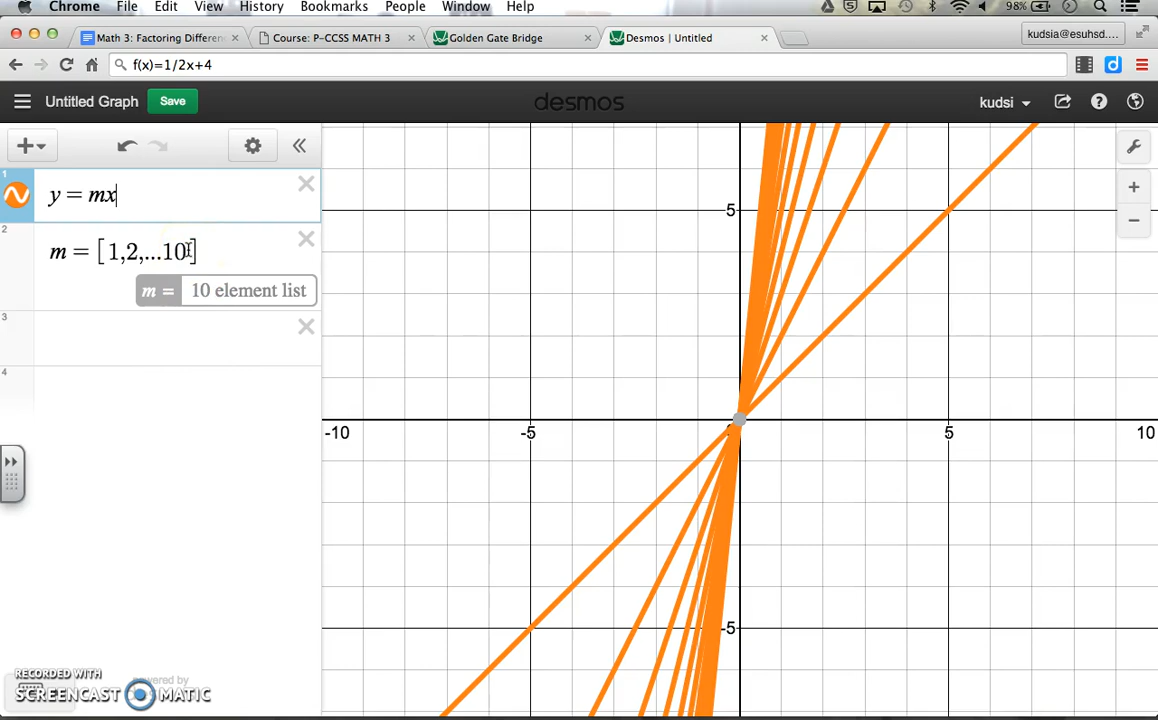 Chrome File Edit View History Bookmarks People Window Help 98%
Math 3: Factoring Differen
Course: P-CCSS MATH 3
Golden Gate Bridge
Desmos | Untitled
kudsia@esuhsd....
f(x)=1/2x+4
Untitled Graph
Save
desmos
kudsi
1
y = mx
2
m = [ 1,2,...10 ]
m = 10 element list
3
4
5
-10 -5 5 10
-5
RECORDED WITH
powered by
SCREENCAST MATIC